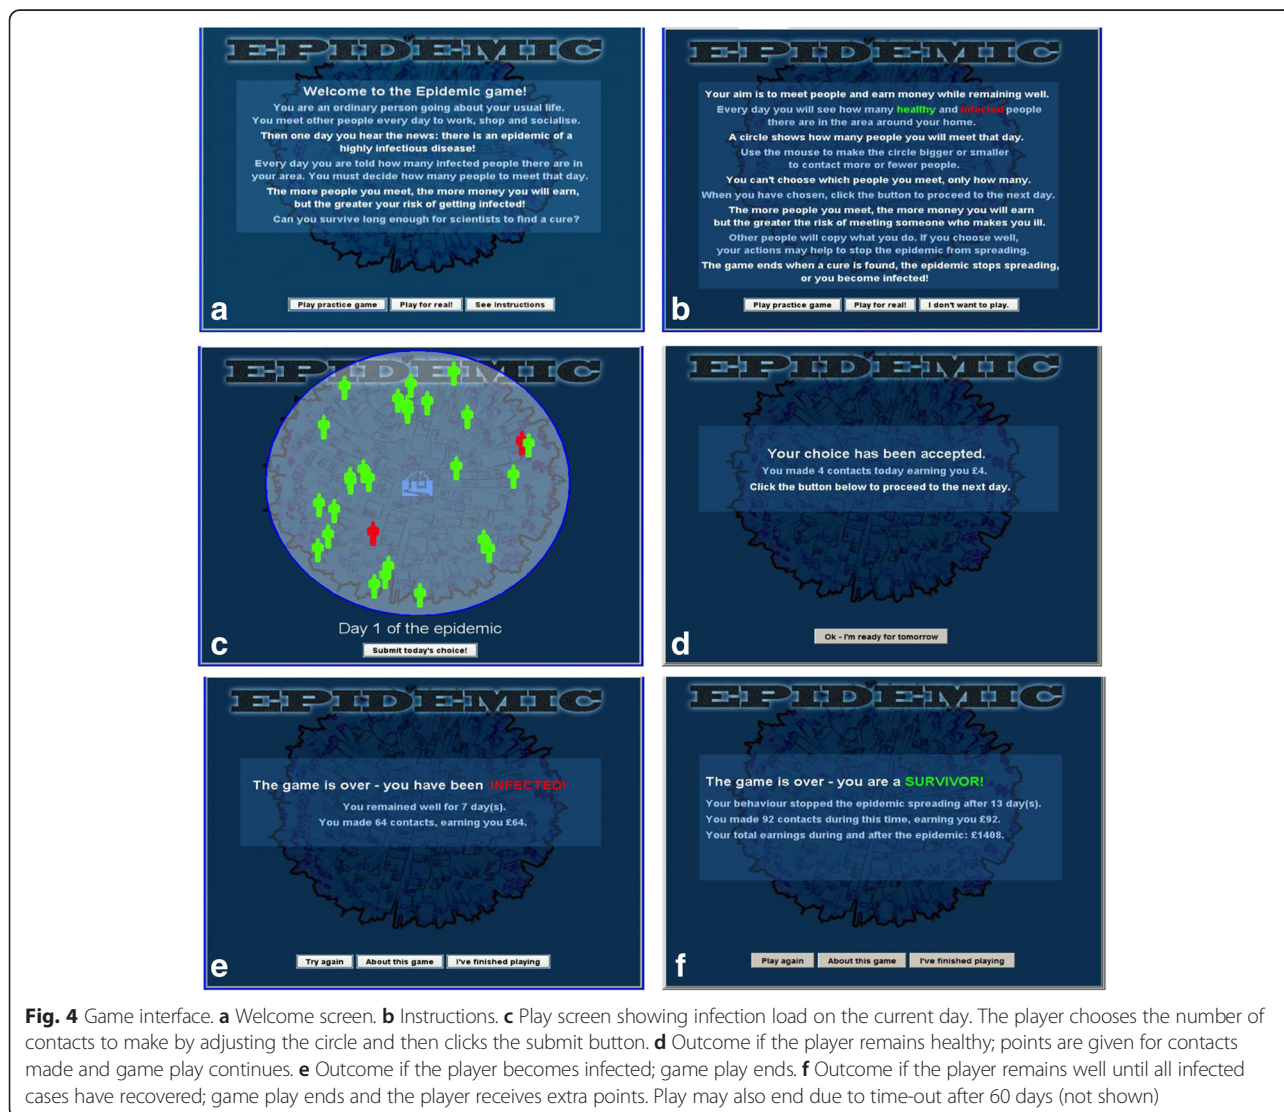 EPIDEMIC
Welcome to the Epidemic game!
You are an ordinary person going about your usual life.
You meet other people every day to work, shop and socialise.
Then one day you hear the news: there is an epidemic of a
highly infectious disease!
Every day you are told how many infected people there are in
your area. You must decide how many people to meet that day.
The more people you meet, the more money you will earn,
but the greater your risk of getting infected!
Can you survive long enough for scientists to find a cure?
Play practice game
Play for real!
See instructions
a
EPIDEMIC
Your aim is to meet people and earn money while remaining well.
Every day you will see how many healthy and infected people
there are in the area around your home.
A circle shows how many people you will meet that day.
Use the mouse to make the circle bigger or smaller
to contact more or fewer people.
You can't choose which people you meet, only how many.
When you have chosen, click the button to proceed to the next day.
The more people you meet, the more money you will earn
but the greater the risk of meeting someone who makes you ill.
Other people will copy what you do. If you choose well,
your actions may help to stop the epidemic from spreading.
The game ends when a cure is found, the epidemic stops spreading,
or you become infected!
Play practice game
Play for real!
I don't want to play.
b
EPIDEMIC
Day 1 of the epidemic
Submit today's choice!
c
EPIDEMIC
Your choice has been accepted.
You made 4 contacts today earning you £4.
Click the button below to proceed to the next day.
Ok - I'm ready for tomorrow
d
EPIDEMIC
The game is over - you have been INFECTED!
You remained well for 7 day(s).
You made 64 contacts, earning you £64.
Try again
About this game
I've finished playing
e
EPIDEMIC
The game is over - you are a SURVIVOR!
Your behaviour stopped the epidemic spreading after 13 day(s).
You made 92 contacts during this time, earning you £92.
Your total earnings during and after the epidemic: £1408.
Play again
About this game
I've finished playing
f
Fig. 4 Game interface. a Welcome screen. b Instructions. c Play screen showing infection load on the current day. The player chooses the number of
contacts to make by adjusting the circle and then clicks the submit button. d Outcome if the player remains healthy; points are given for contacts
made and game play continues. e Outcome if the player becomes infected; game play ends. f Outcome if the player remains well until all infected
cases have recovered; game play ends and the player receives extra points. Play may also end due to time-out after 60 days (not shown)